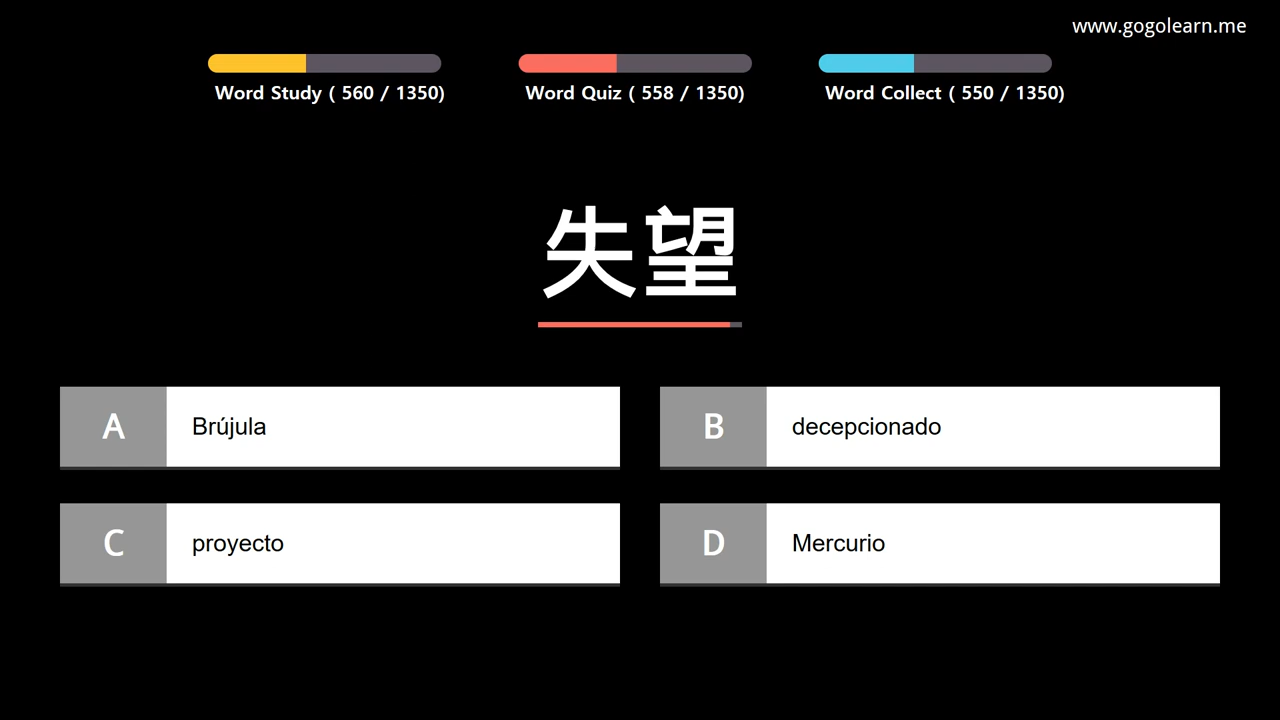 www.gogolearn.me
Word Study ( 560 / 1350)
Word Quiz ( 558 / 1350)
Word Collect ( 550 / 1350)
失望
A
Brújula
B
decepcionado
C
proyecto
D
Mercurio